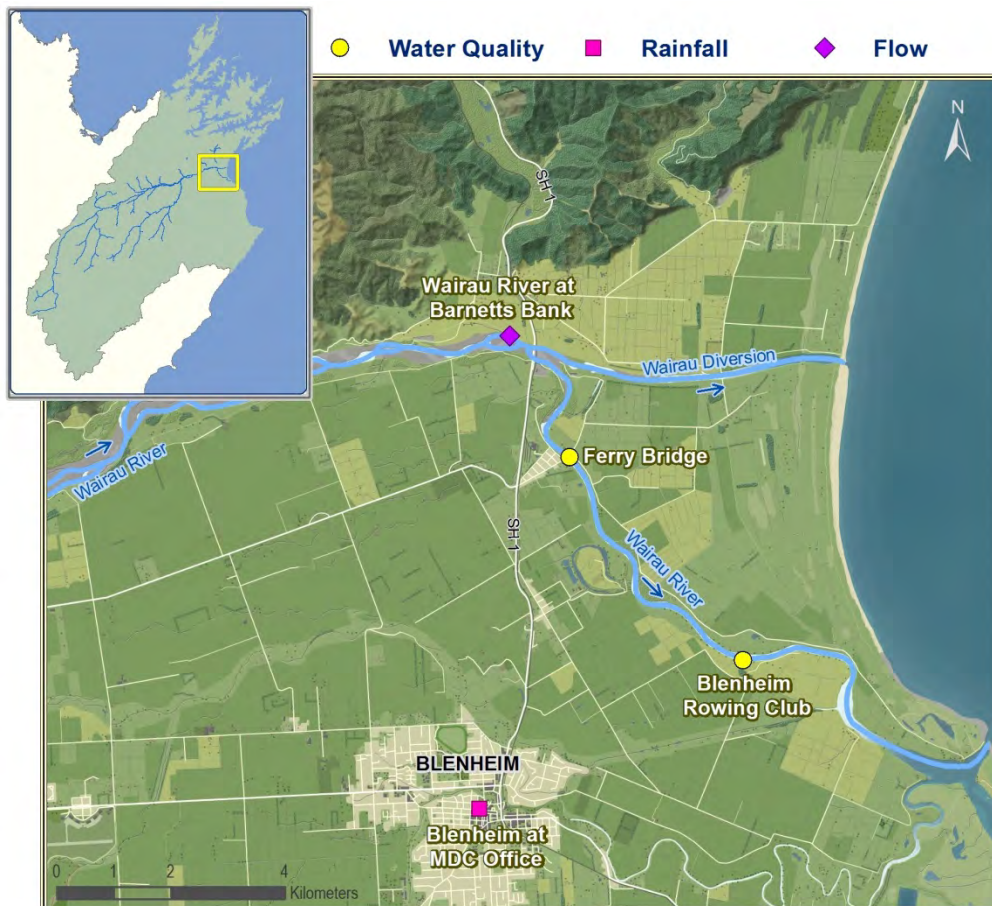 Water Quality
Rainfall
Flow
N
SH 1
Wairau River at
Barnetts Bank
Wairau Diversion
Wairau River
Ferry Bridge
SH 1
Wairau River
Blenheim
Rowing Club
BLENHEIM
Blenheim at
MDC Office
0 2 4
Kilometers